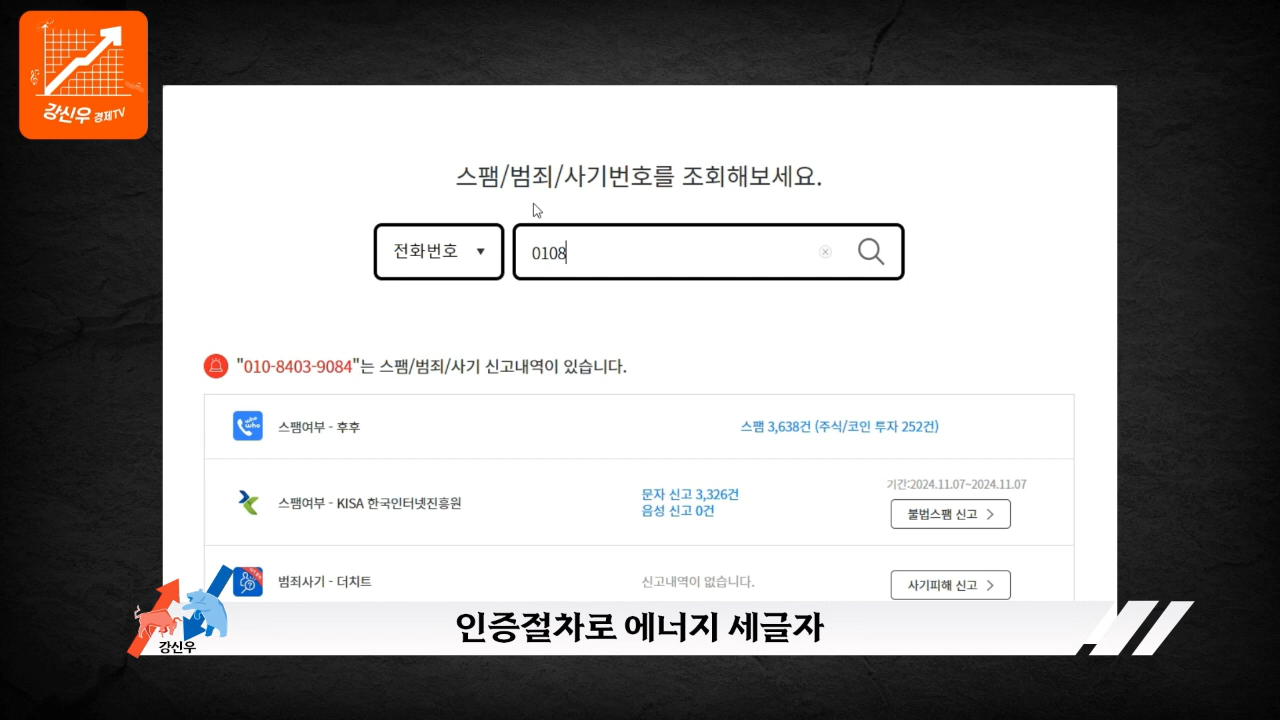 강신우 경제TV
스팸/범죄/사기번호를 조회해보세요.
전화번호 ▼
0108
"010-8403-9084"는 스팸/범죄/사기 신고내역이 있습니다.
who who
스팸여부 - 후후
스팸 3,638건 (주식/코인 투자 252건)
스팸여부 - KISA 한국인터넷진흥원
문자 신고 3,326건
음성 신고 0건
기간:2024.11.07~2024.11.07
불법스팸 신고 >
범죄사기 - 더치트
신고내역이 없습니다.
사기피해 신고 >
강신우
인증절차로 에너지 세글자